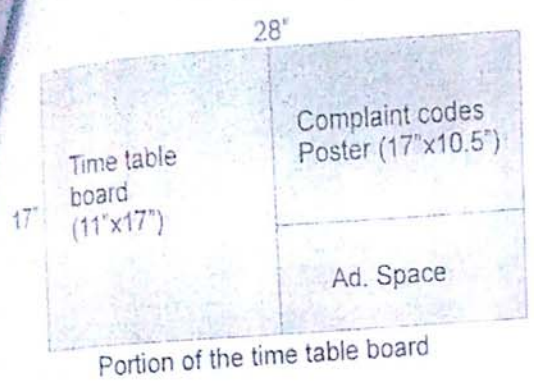 28"
Time table
board
(11"x17")
17"
Complaint codes
Poster (17"x10.5")
Ad. Space
Portion of the time table board